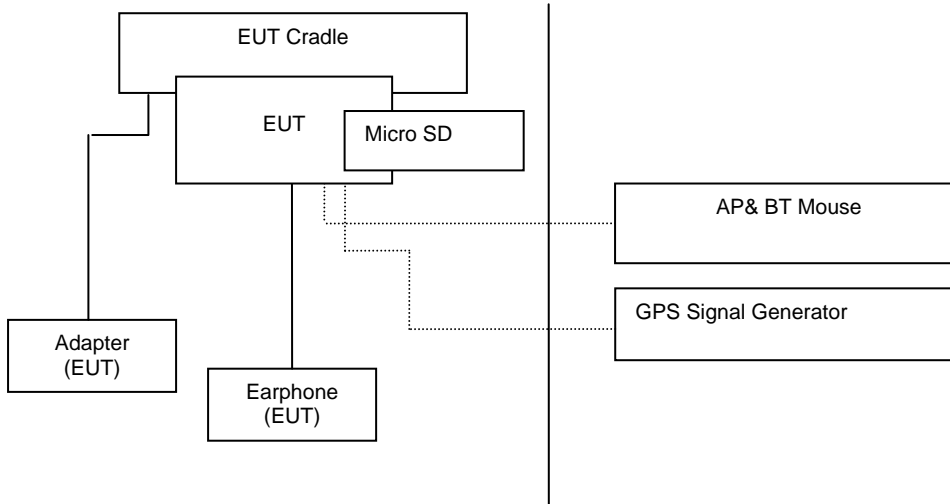 EUT Cradle
EUT
Micro SD
AP& BT Mouse
GPS Signal Generator
Adapter
(EUT)
Earphone
(EUT)